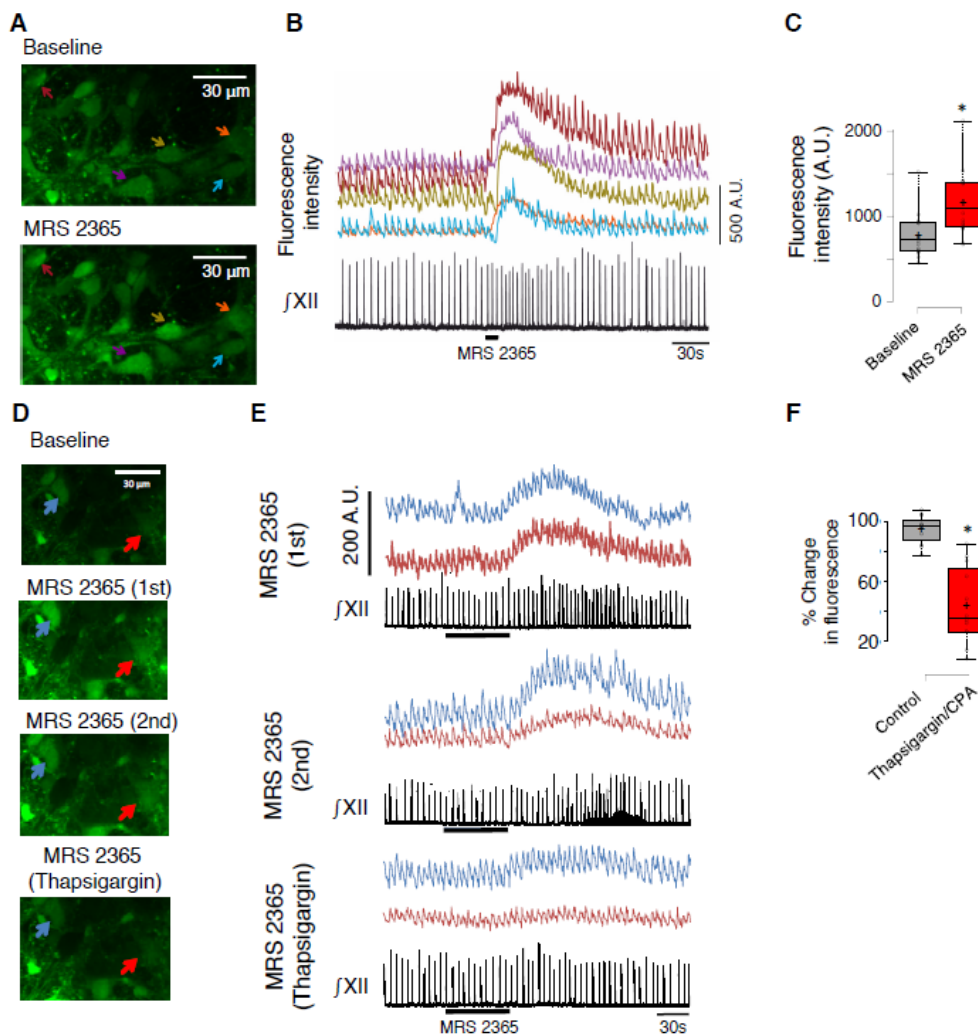 A
Baseline
30 µm
MRS 2365
30 µm
B
Fluorescence
intensity
500 A.U.
∫XII
MRS 2365
30s
C
Fluorescence
intensity (A.U.)
2000
1000
0
*
Baseline
MRS 2365
D
Baseline
30 µm
MRS 2365 (1st)
MRS 2365 (2nd)
MRS 2365
(Thapsigargin)
E
MRS 2365
(1st)
200 A.U.
∫XII
MRS 2365
(2nd)
∫XII
MRS 2365
(Thapsigargin)
∫XII
MRS 2365
30s
F
% Change
in fluorescence
100
60
20
*
Control
Thapsigargin/CPA